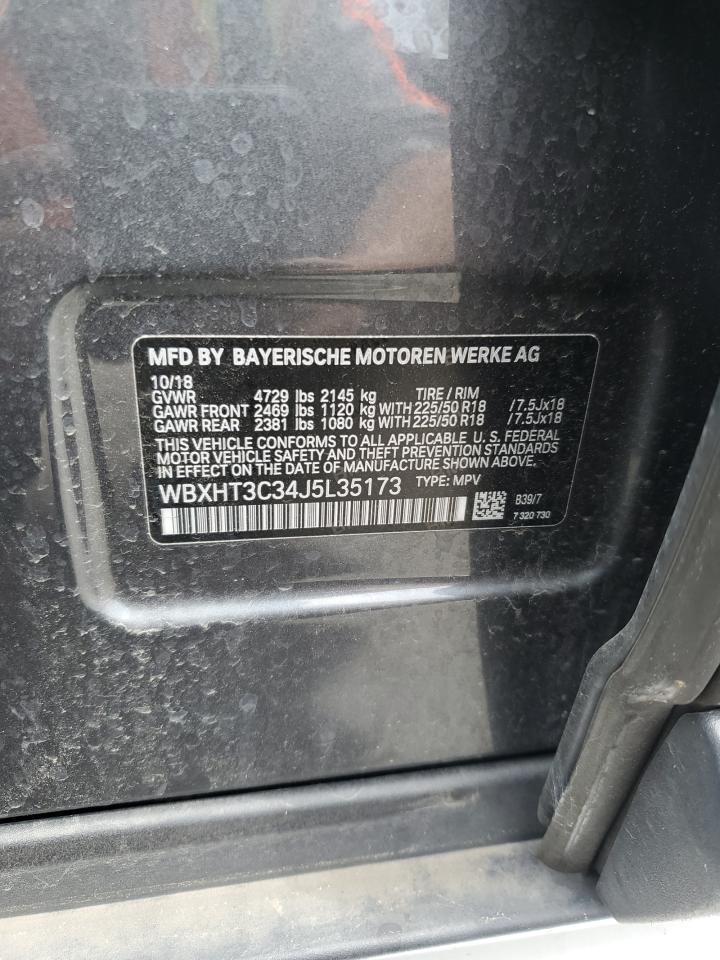 MFD BY BAYERISCHE MOTOREN WERKE AG
10/18
GVWR 4729 lbs 2145 kg TIRE / RIM
GAWR FRONT 2469 lbs 1120 kg WITH 225/50 R18 /7.5Jx18
GAWR REAR 2381 lbs 1080 kg WITH 225/50 R18 /7.5Jx18
THIS VEHICLE CONFORMS TO ALL APPLICABLE U.S. FEDERAL
MOTOR VEHICLE SAFETY AND THEFT PREVENTION STANDARDS
IN EFFECT ON THE DATE OF MANUFACTURE SHOWN ABOVE.
WBXHT3C34J5L35173 TYPE: MPV
B39/7
7 320 730